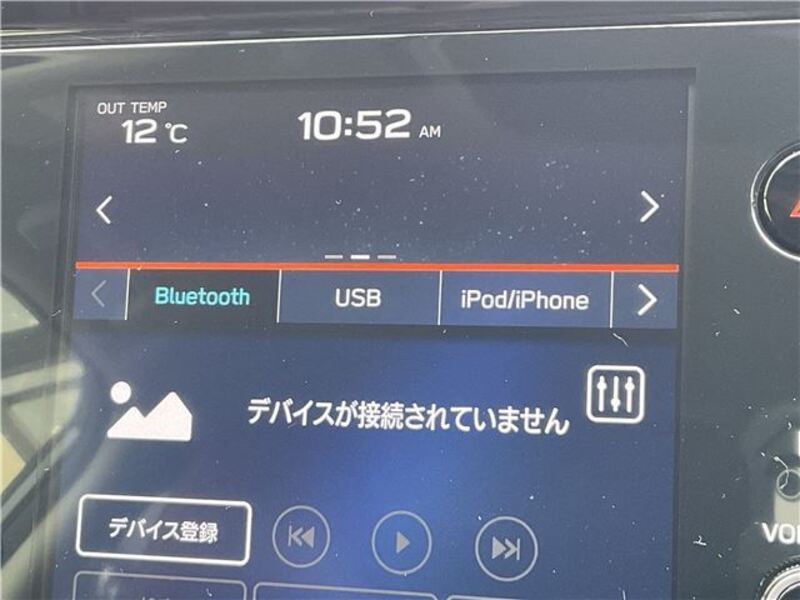 OUT TEMP
12 ℃
10:52 AM
Bluetooth
USB
iPod/iPhone
デバイスが接続されていません
デバイス登録